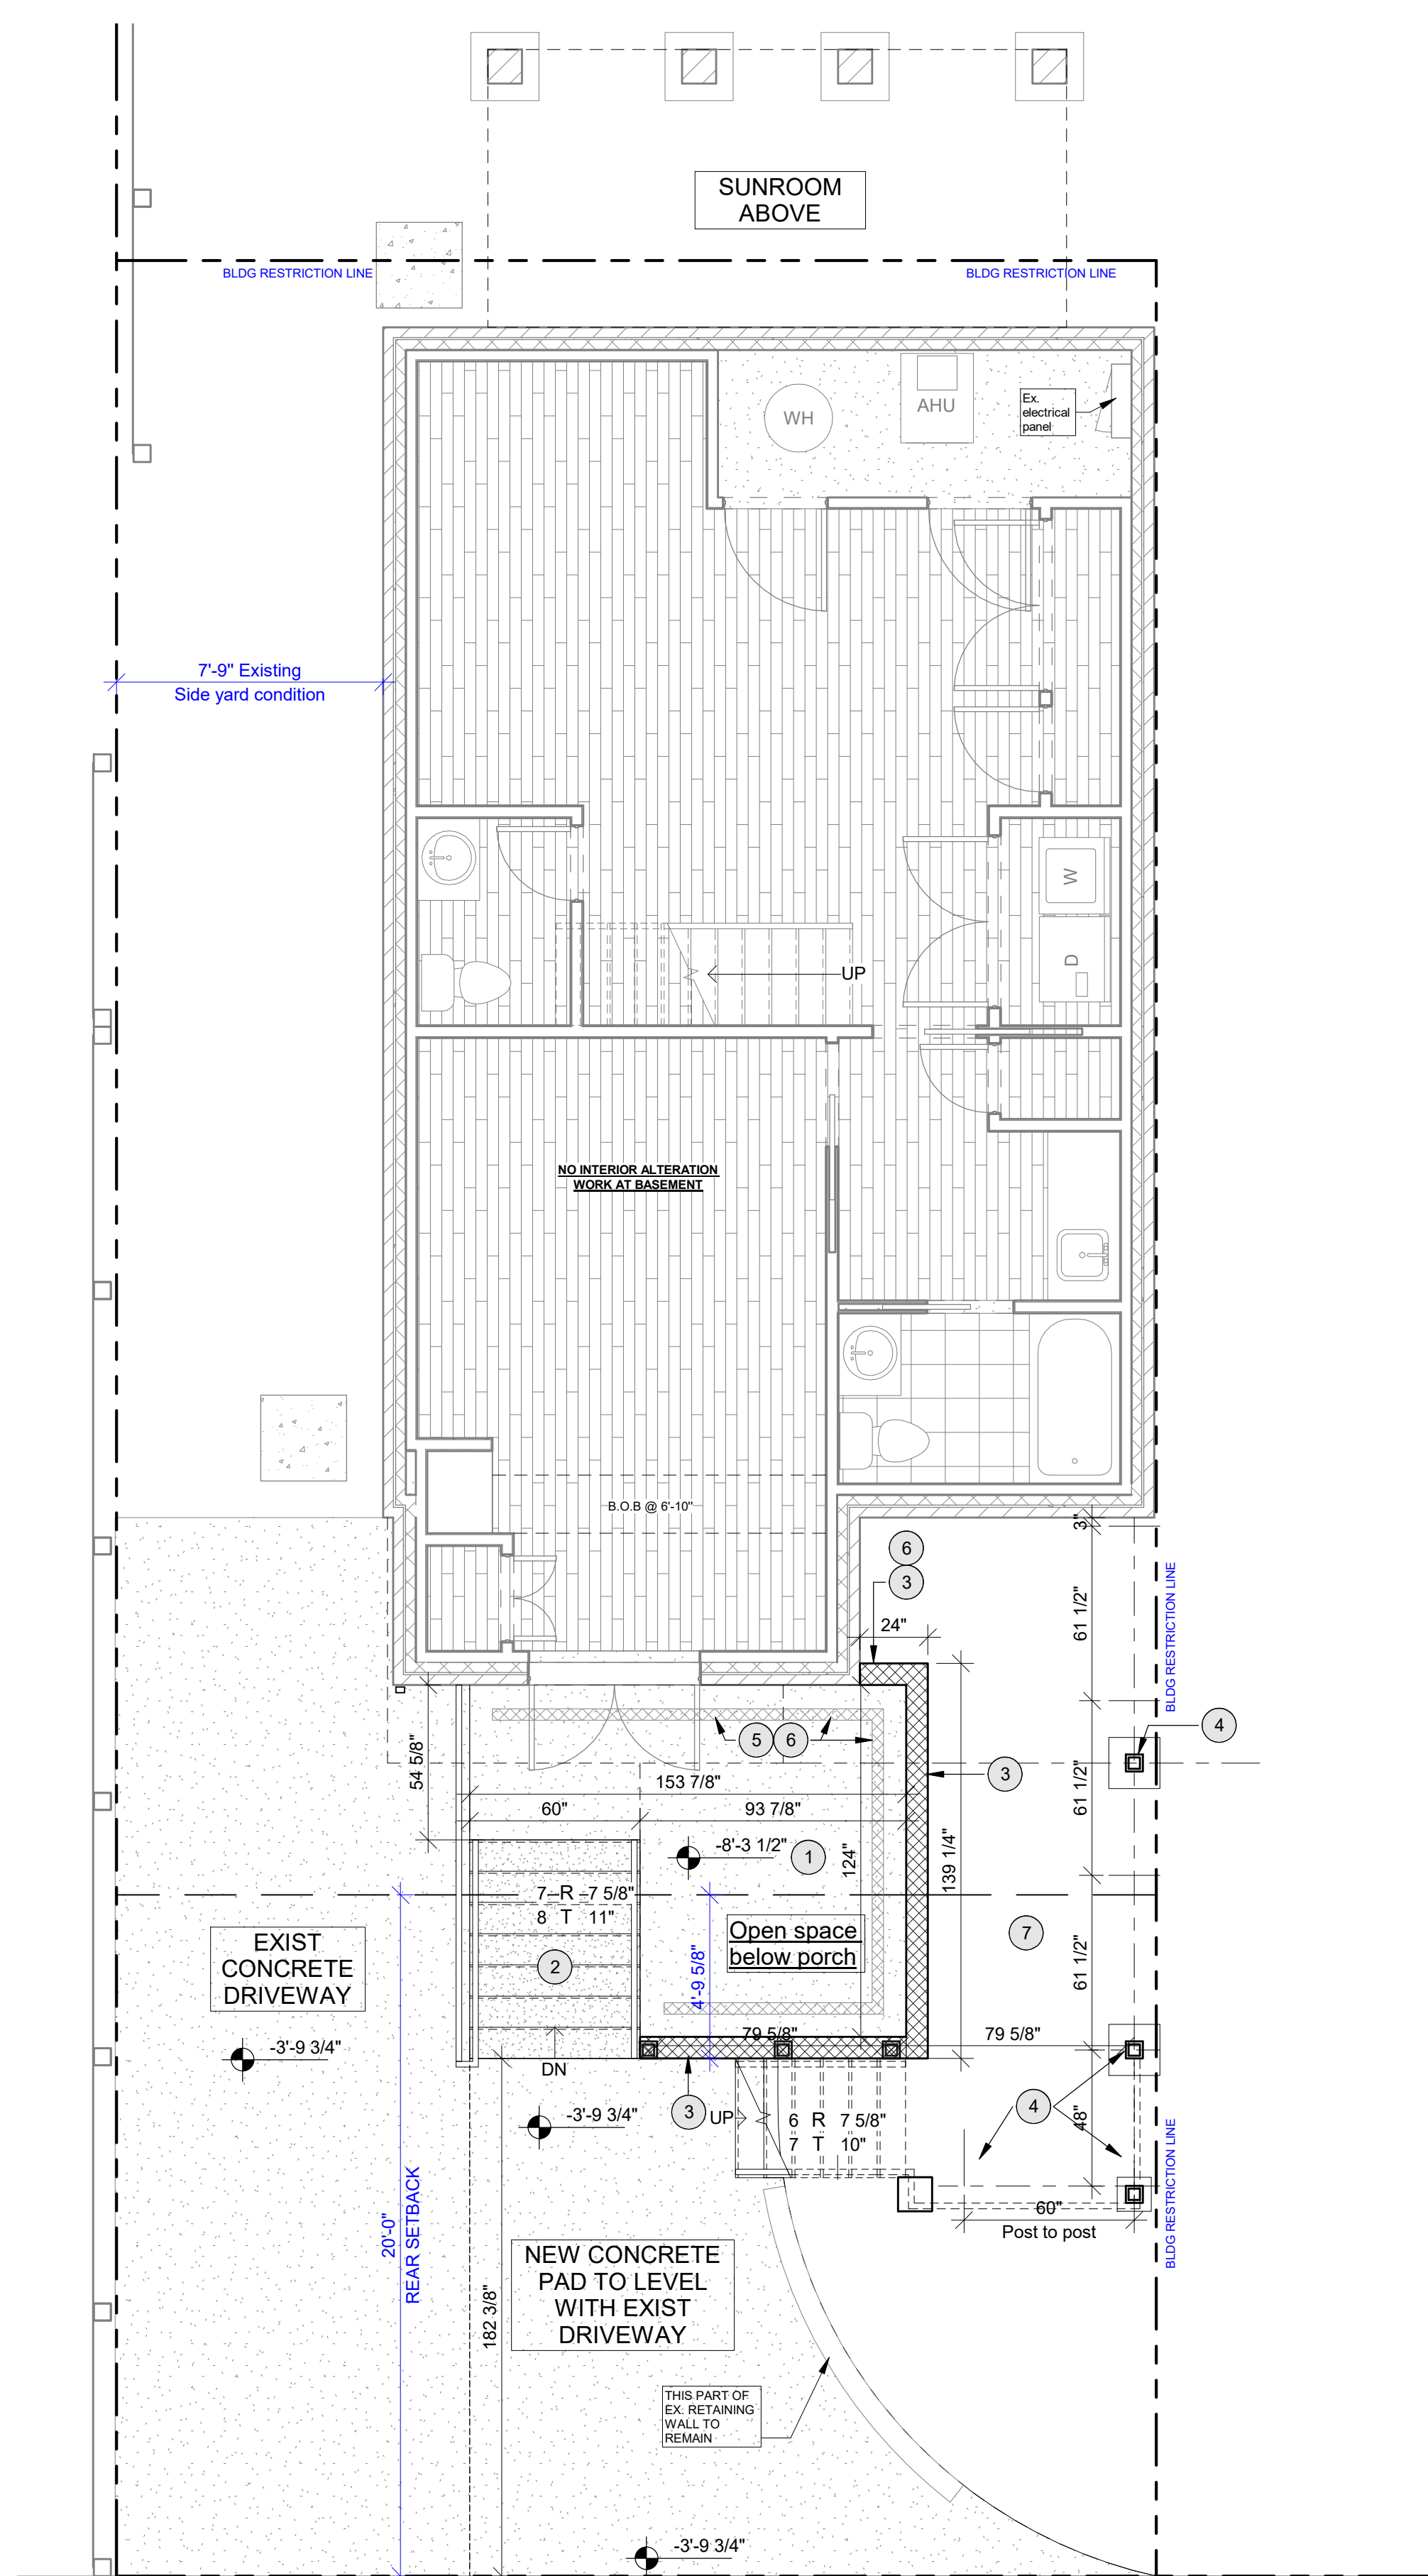 SUNROOM
ABOVE
BLDG RESTRICTION LINE
BLDG RESTRICTION LINE
WH
AHU
Ex.
electrical
panel
7'-9" Existing
Side yard condition
W
D
UP
NO INTERIOR ALTERATION
WORK AT BASEMENT
B.O.B @ 6'-10"
3"
6
3
24"
61 1/2"
BLDG RESTRICTION LINE
4
5
6
54 5/8"
153 7/8"
3
61 1/2"
60"
93 7/8"
-8'-3 1/2"
1
124"
139 1/4"
7 R 7 5/8"
8 T 11"
Open space
below porch
7
EXIST
CONCRETE
DRIVEWAY
2
4'-9 5/8"
61 1/2"
79 5/8"
79 5/8"
-3'-9 3/4"
DN
-3'-9 3/4"
3
UP
6 R 7 5/8"
7 T 10"
4
48"
60"
Post to post
BLDG RESTRICTION LINE
20'-0"
REAR SETBACK
182 3/8"
NEW CONCRETE
PAD TO LEVEL
WITH EXIST
DRIVEWAY
THIS PART OF
EX. RETAINING
WALL TO
REMAIN
-3'-9 3/4"